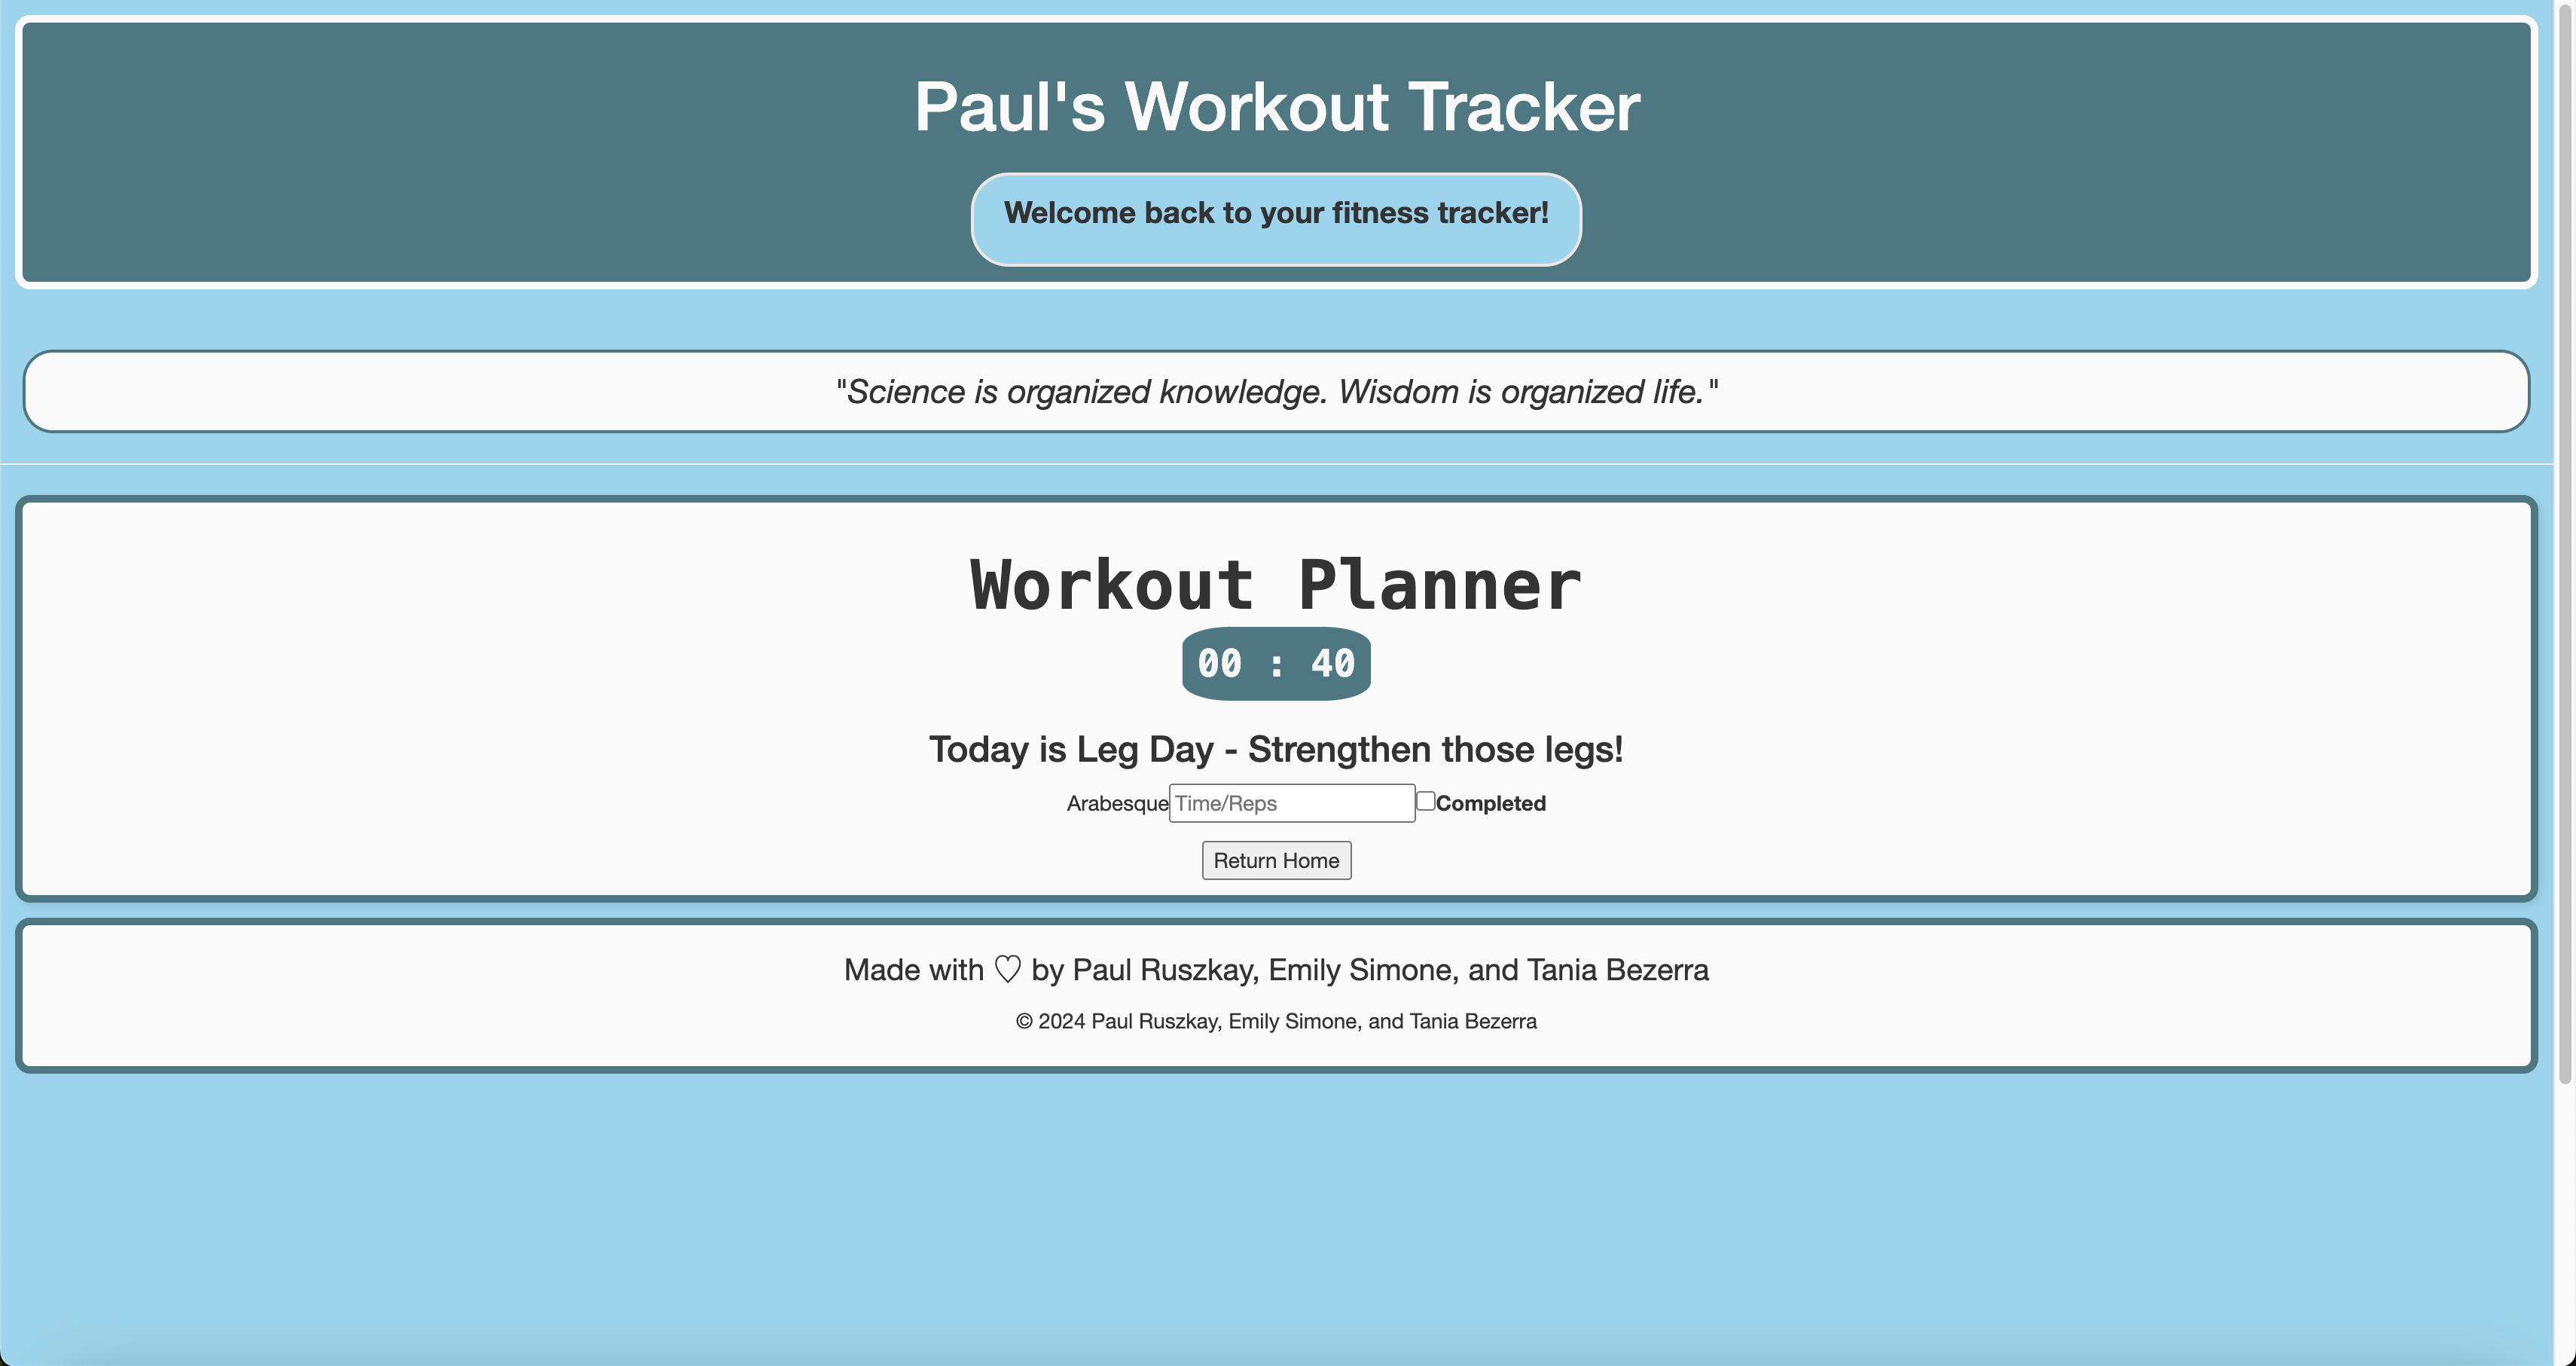 Paul's Workout Tracker
Welcome back to your fitness tracker!
"Science is organized knowledge. Wisdom is organized life."
Workout Planner
00 : 40
Today is Leg Day - Strengthen those legs!
Arabesque Time/Reps Completed
Return Home
Made with ♡ by Paul Ruszkay, Emily Simone, and Tania Bezerra
© 2024 Paul Ruszkay, Emily Simone, and Tania Bezerra